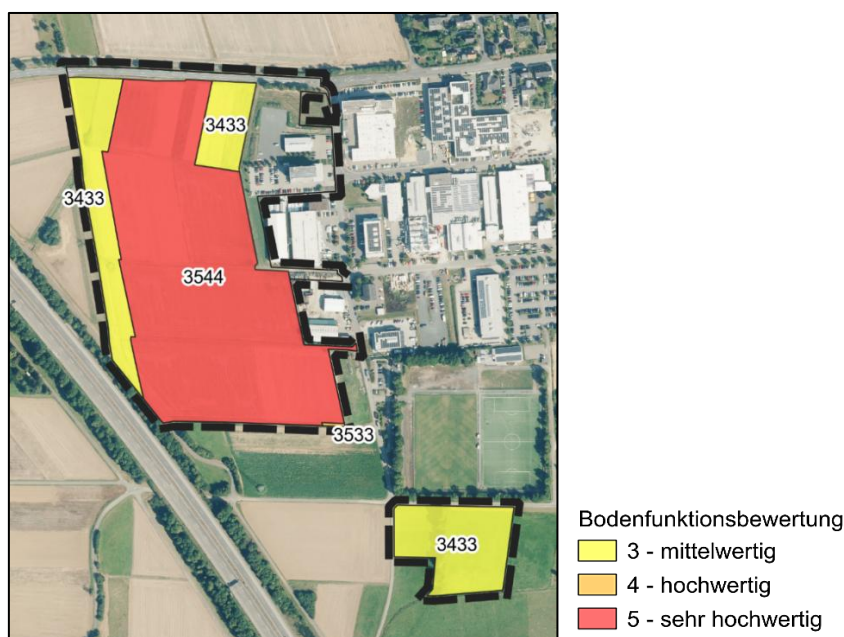 3433
3433
3544
3533
3433
Bodenfunktionsbewertung
3 - mittelwertig
4 - hochwertig
5 - sehr hochwertig